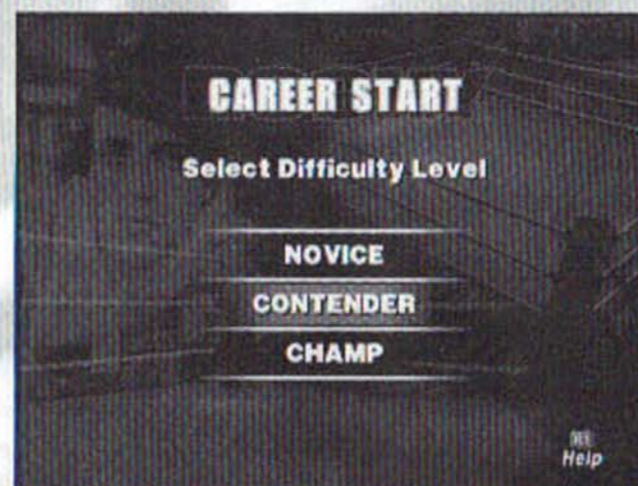 CAREER START
Select Difficulty Level
NOVICE
CONTENDER
CHAMP
Help